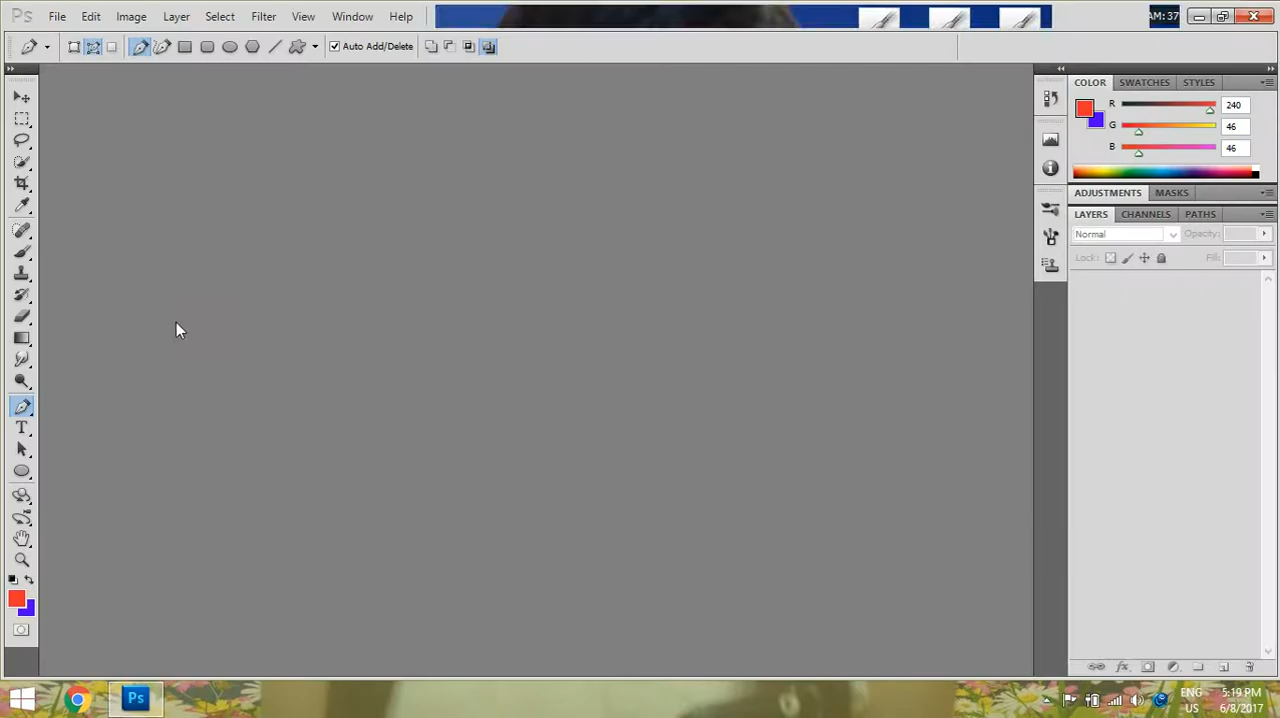 Ps File Edit Image Layer Select Filter View Window Help AM: 37
Auto Add/Delete
COLOR SWATCHES STYLES
R 240
G 46
B 46
ADJUSTMENTS MASKS
LAYERS CHANNELS PATHS
Normal Opacity:
Lock: Fill:
T
fx
Ps
ENG 5:19 PM
US 6/8/2017